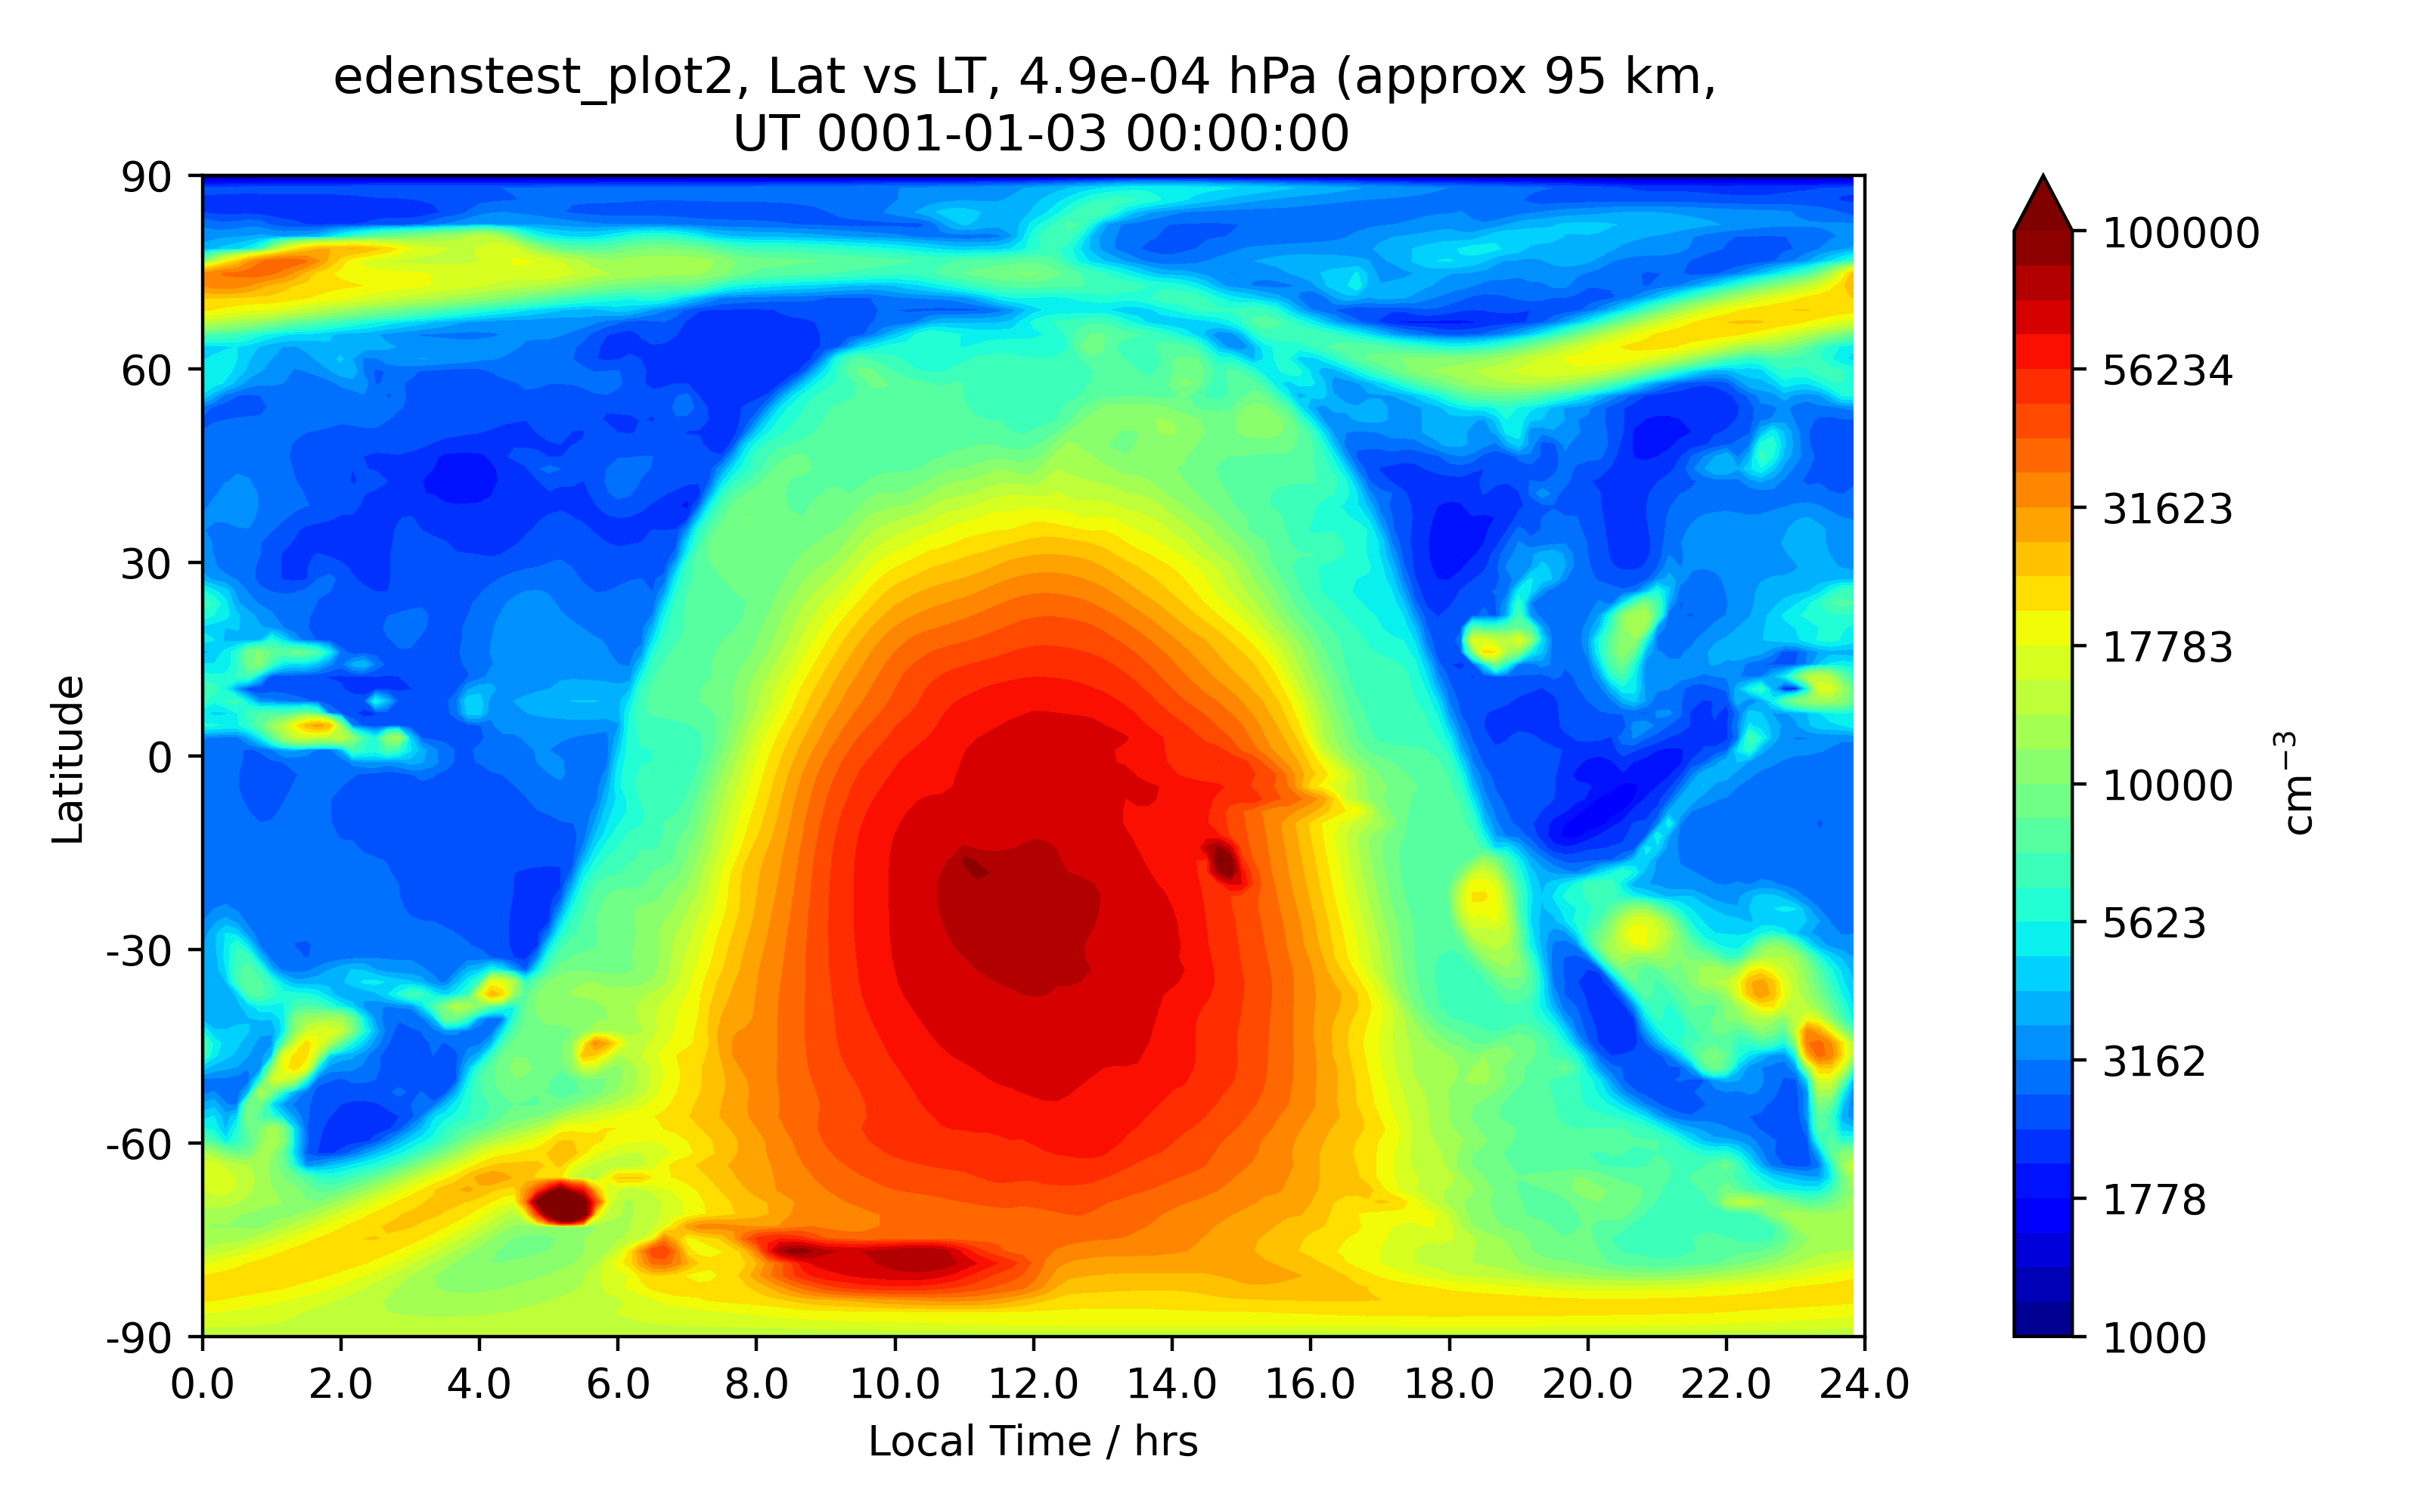 edenstest_plot2, Lat vs LT, 4.9e-04 hPa (approx 95 km,
UT 0001-01-03 00:00:00
90
60
30
0
-30
-60
-90
Latitude
0.0 2.0 4.0 6.0 8.0 10.0 12.0 14.0 16.0 18.0 20.0 22.0 24.0
Local Time / hrs
100000
56234
31623
17783
10000
5623
3162
1778
1000
cm⁻³